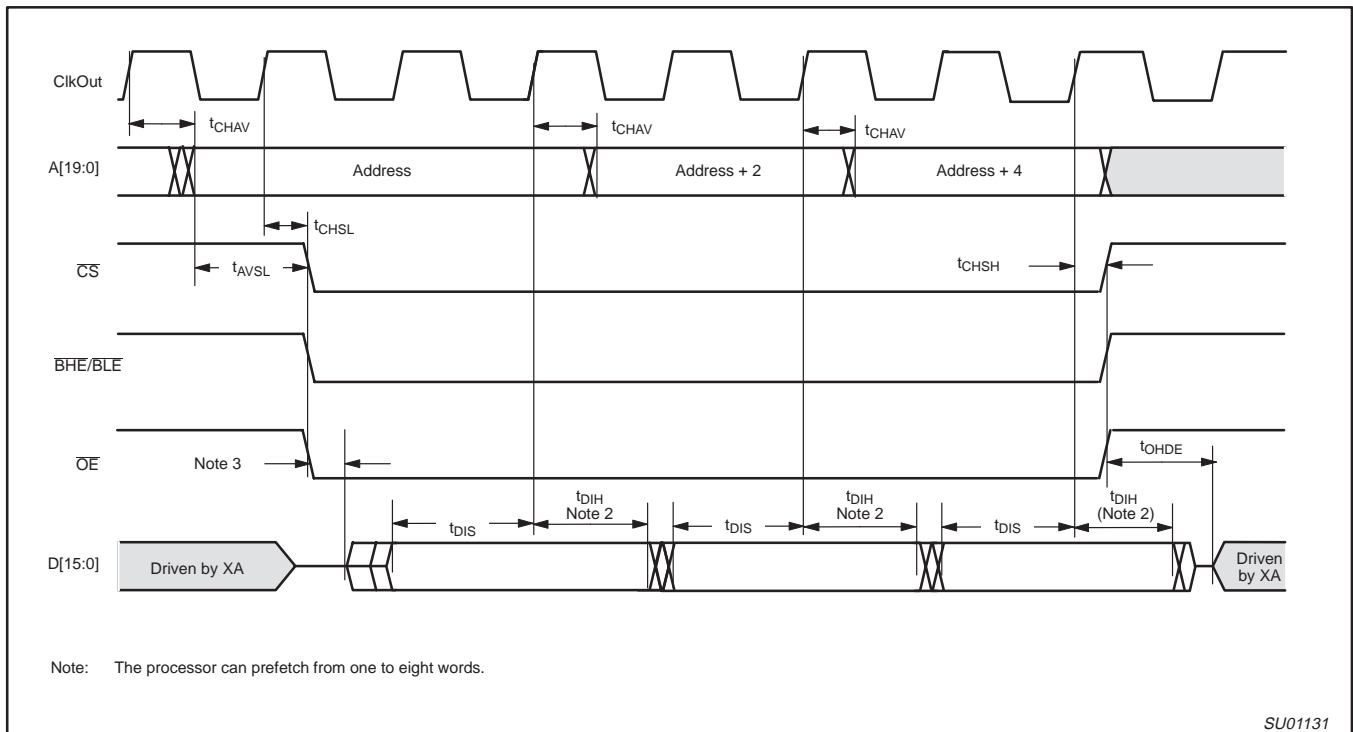 ClkOut
tCHAV
tCHAV
tCHAV
A[19:0]
Address
Address + 2
Address + 4
tCHSL
CS
tAVSL
tCHSH
BHE/BLE
OE
Note 3
tOHDE
tDIS
tDIH
Note 2
tDIS
tDIH
Note 2
tDIS
tDIH
(Note 2)
D[15:0]
Driven by XA
Driven
by XA
Note: The processor can prefetch from one to eight words.
SU01131